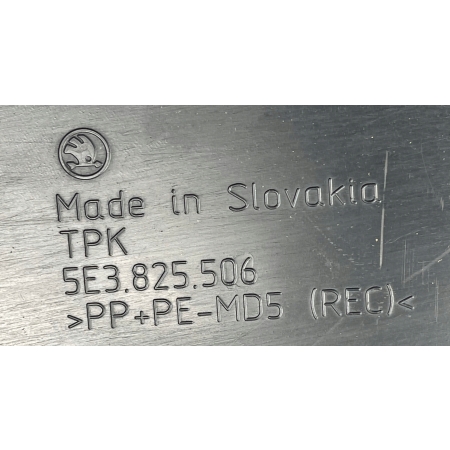 Made in Slovakia
TPK
5E3.825.506
>PP+PE-MD5 (REC)<